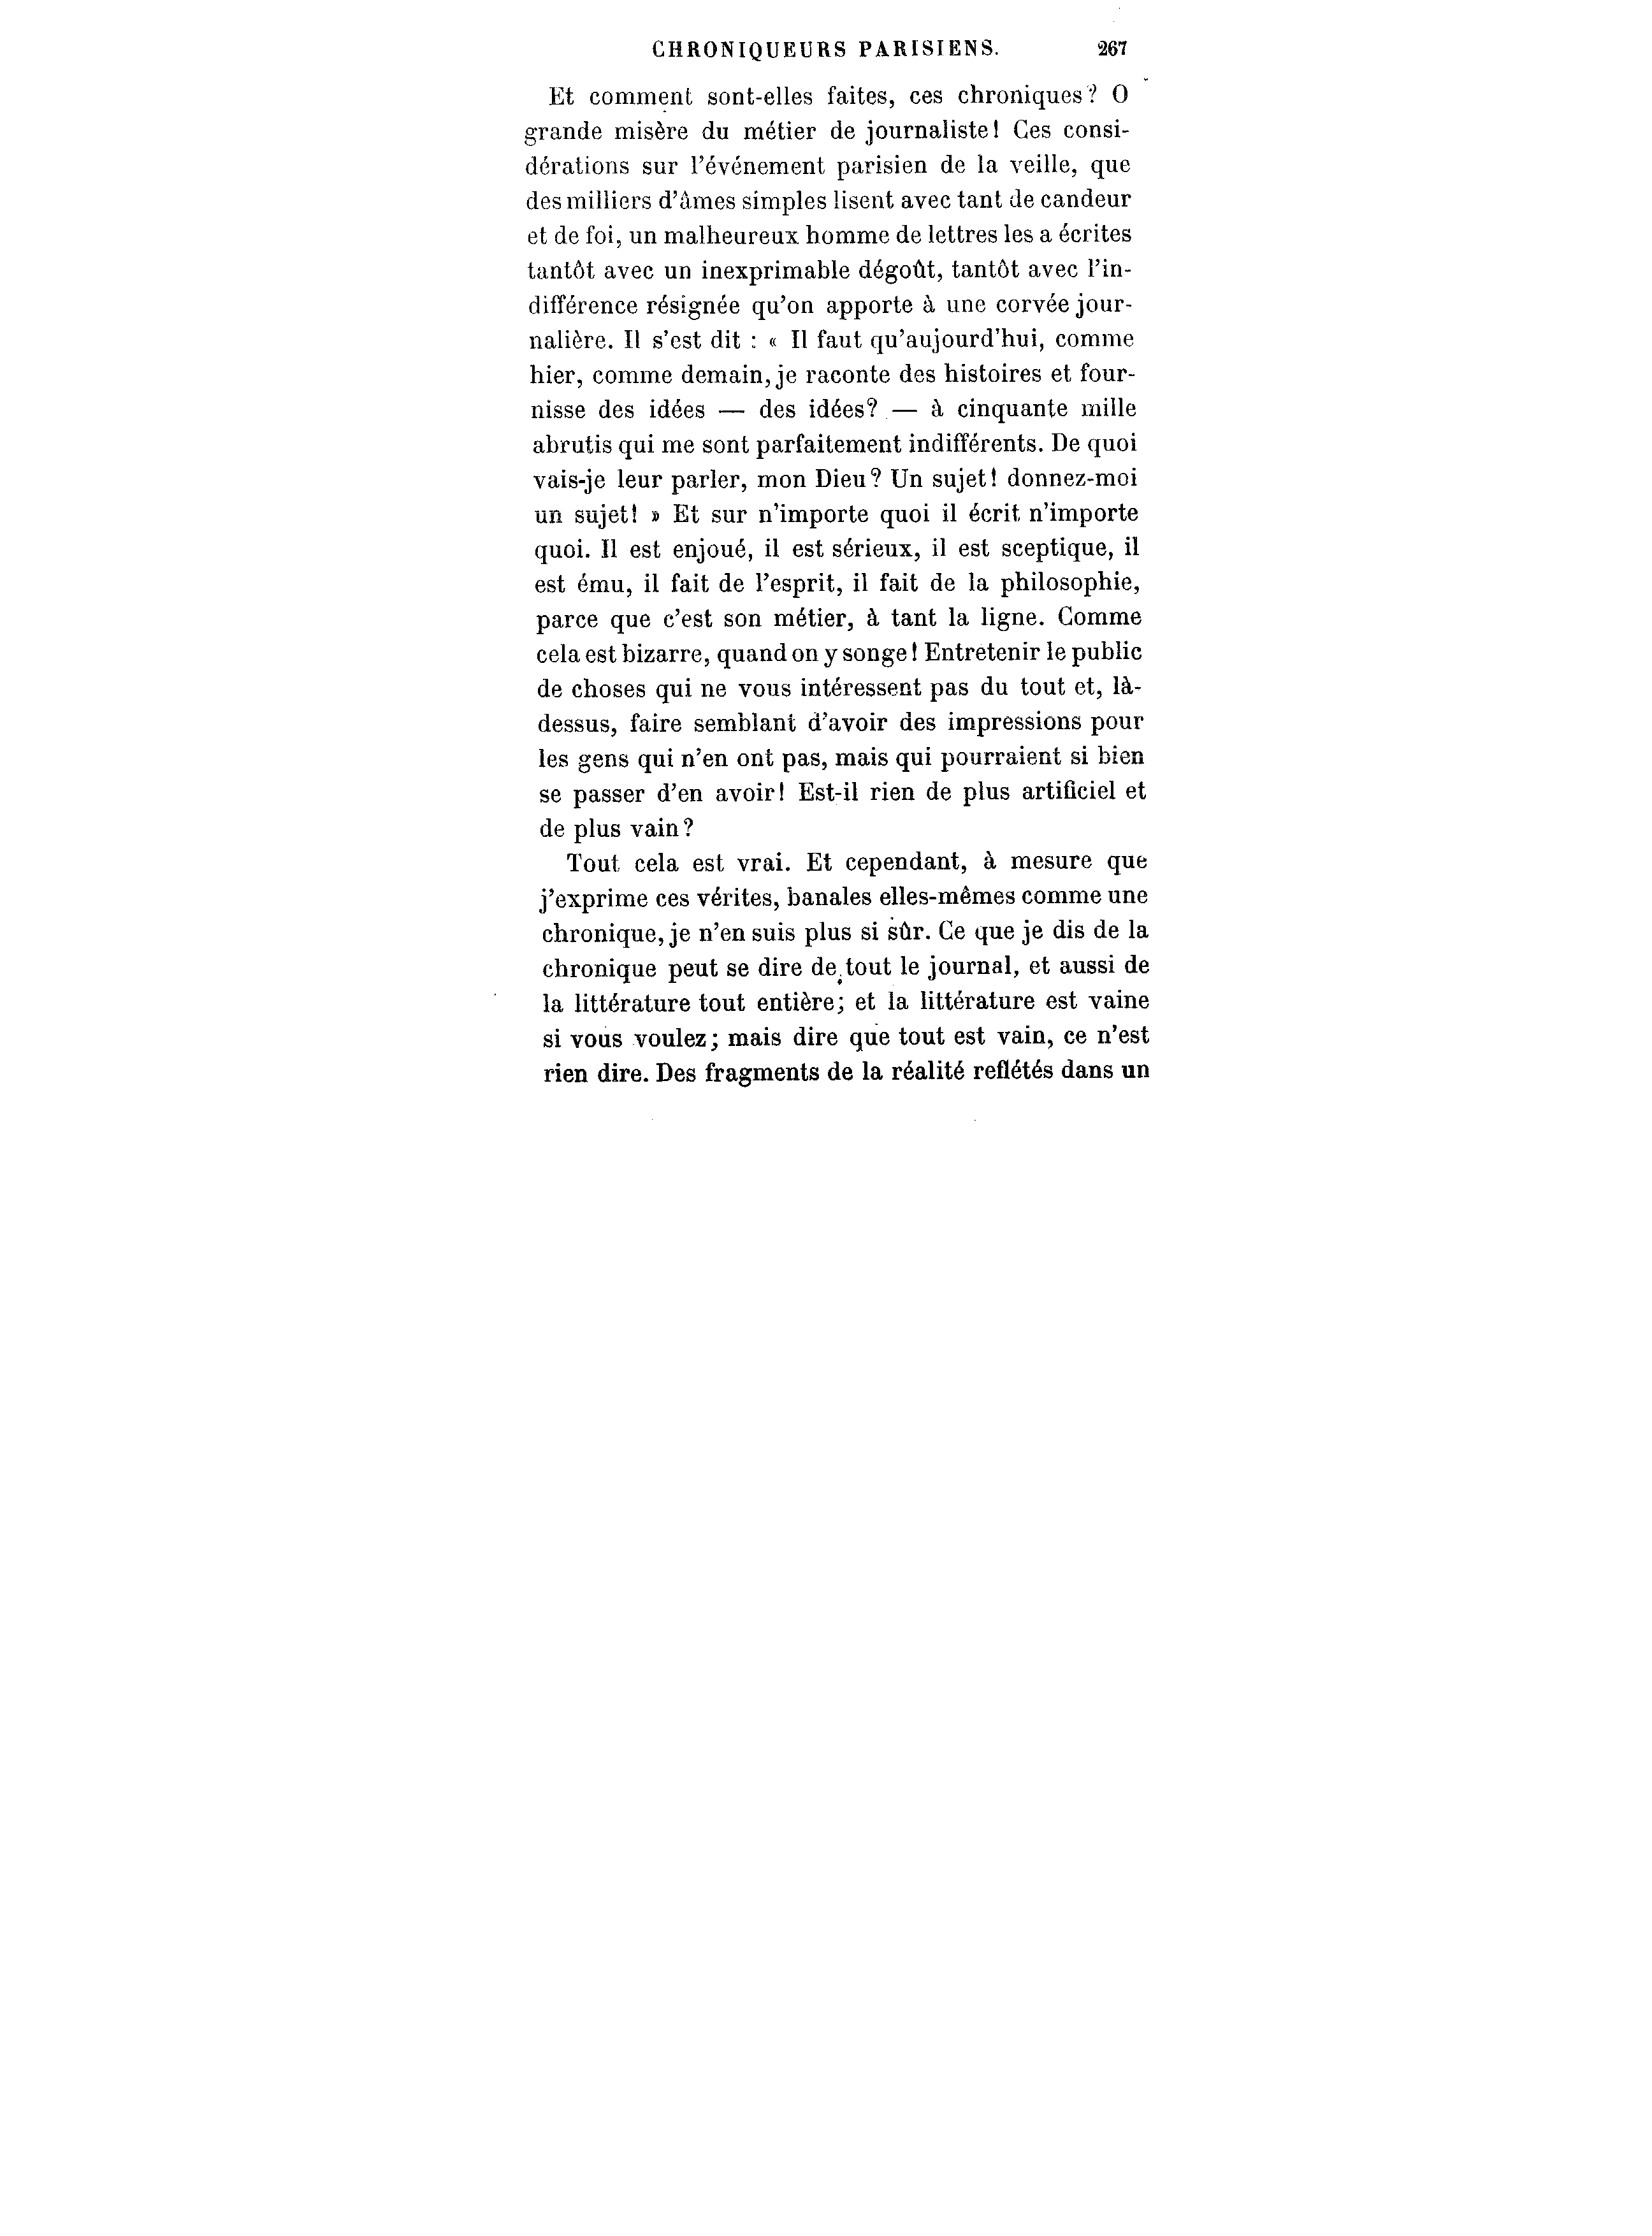 CHRONIQUEURS PARISIENS. 267
Et comment sont-elles faites, ces chroniques? O
grande misère du métier de journaliste! Ces consi-
dérations sur l'événement parisien de la veille, que
des milliers d'âmes simples lisent avec tant de candeur
et de foi, un malheureux homme de lettres les a écrites
tantôt avec un inexprimable dégoût, tantôt avec l'in-
différence résignée qu'on apporte à une corvée jour-
nalière. Il s'est dit : « Il faut qu'aujourd'hui, comme
hier, comme demain, je raconte des histoires et four-
nisse des idées — des idées? — à cinquante mille
abrutis qui me sont parfaitement indifférents. De quoi
vais-je leur parler, mon Dieu? Un sujet! donnez-moi
un sujet! » Et sur n'importe quoi il écrit n'importe
quoi. Il est enjoué, il est sérieux, il est sceptique, il
est ému, il fait de l'esprit, il fait de la philosophie,
parce que c'est son métier, à tant la ligne. Comme
cela est bizarre, quand on y songe! Entretenir le public
de choses qui ne vous intéressent pas du tout et, là-
dessus, faire semblant d'avoir des impressions pour
les gens qui n'en ont pas, mais qui pourraient si bien
se passer d'en avoir! Est-il rien de plus artificiel et
de plus vain?
Tout cela est vrai. Et cependant, à mesure que
j'exprime ces vérites, banales elles-mêmes comme une
chronique, je n'en suis plus si sûr. Ce que je dis de la
chronique peut se dire de tout le journal, et aussi de
la littérature tout entière; et la littérature est vaine
si vous voulez; mais dire que tout est vain, ce n'est
rien dire. Des fragments de la réalité reflétés dans un